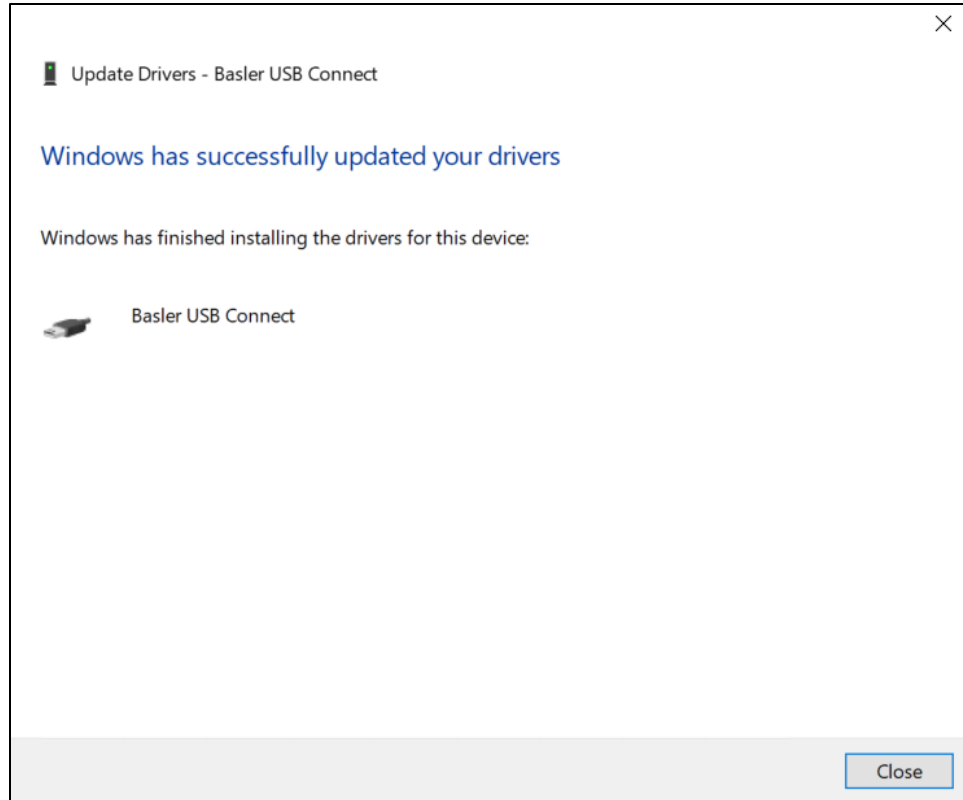 Update Drivers - Basler USB Connect
Windows has successfully updated your drivers
Windows has finished installing the drivers for this device:
Basler USB Connect
Close